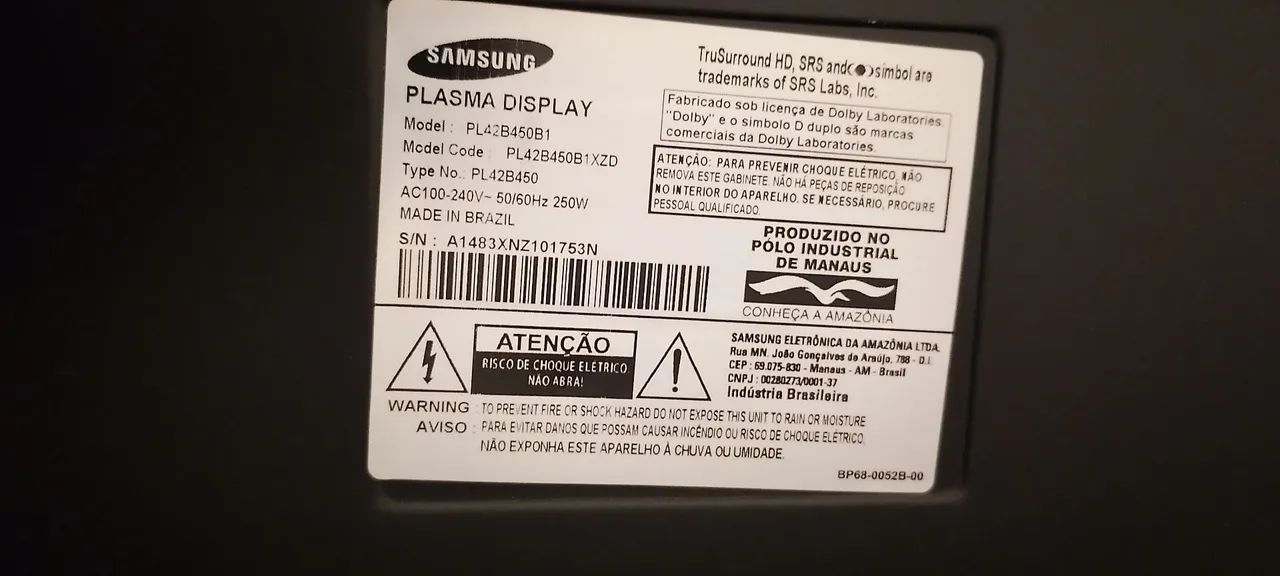 SAMSUNG
PLASMA DISPLAY
Model : PL42B450B1
Model Code : PL42B450B1XZD
Type No.: PL42B450
AC100-240V~ 50/60Hz 250W
MADE IN BRAZIL
S/N : A1483XNZ101753N
TruSurround HD, SRS and (●) simbol are
trademarks of SRS Labs, Inc.
Fabricado sob licença de Dolby Laboratories.
"Dolby" e o simbolo D duplo são marcas
comerciais da Dolby Laboratories.
ATENÇÃO: PARA PREVENIR CHOQUE ELÉTRICO, NÃO
REMOVA ESTE GABINETE. NÃO HÁ PEÇAS DE REPOSIÇÃO
NO INTERIOR DO APARELHO. SE NECESSÁRIO, PROCURE
PESSOAL QUALIFICADO.
PRODUZIDO NO
PÓLO INDUSTRIAL
DE MANAUS
CONHEÇA A AMAZÔNIA
ATENÇÃO
RISCO DE CHOQUE ELÉTRICO
NÃO ABRA!
SAMSUNG ELETRÔNICA DA AMAZÔNIA LTDA.
Rua MN. João Gonçalves de Araújo, 788 - D.I.
CEP : 69.075-830 - Manaus - AM - Brasil
CNPJ : 00280273/0001-37
Indústria Brasileira
WARNING : TO PREVENT FIRE OR SHOCK HAZARD DO NOT EXPOSE THIS UNIT TO RAIN OR MOISTURE
AVISO : PARA EVITAR DANOS QUE POSSAM CAUSAR INCÊNDIO OU RISCO DE CHOQUE ELÉTRICO,
NÃO EXPONHA ESTE APARELHO À CHUVA OU UMIDADE.
BP68-0052B-00